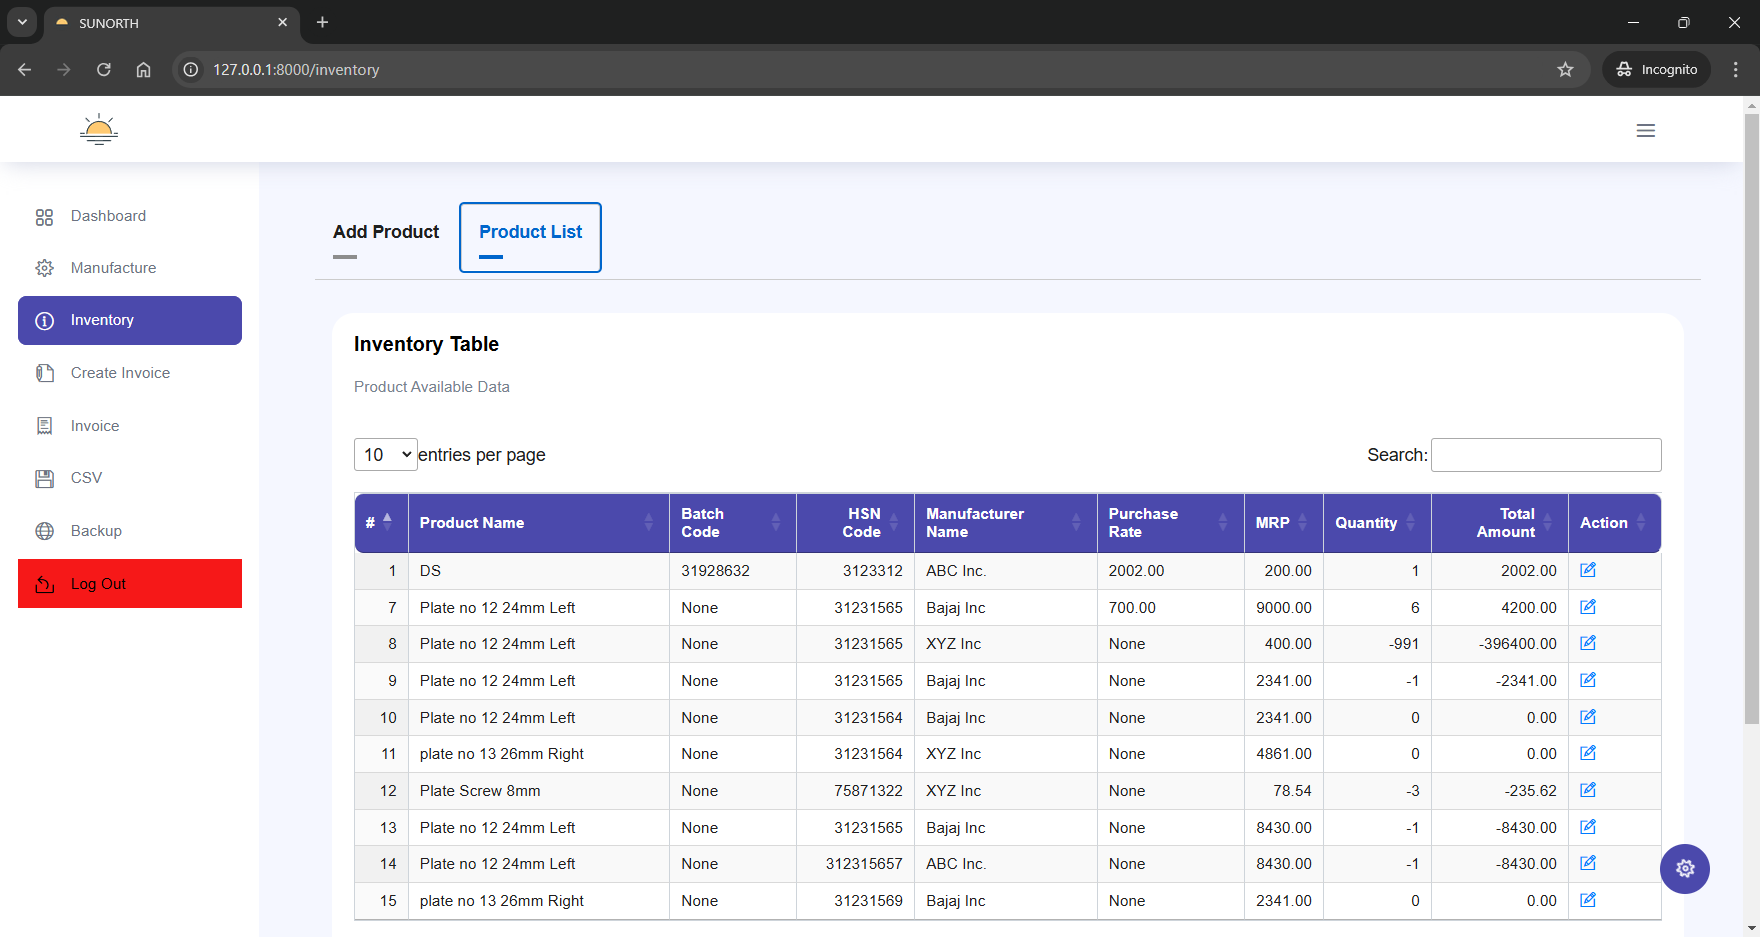 SUNORTH
127.0.0.1:8000/inventory
Incognito
Dashboard
Manufacture
Inventory
Create Invoice
Invoice
CSV
Backup
Log Out
Add Product Product List
Inventory Table
Product Available Data
10 entries per page Search:
# Product Name Batch Code HSN Code Manufacturer Name Purchase Rate MRP Quantity Total Amount Action
1 DS 31928632 3123312 ABC Inc. 2002.00 200.00 1 2002.00
7 Plate no 12 24mm Left None 31231565 Bajaj Inc 700.00 9000.00 6 4200.00
8 Plate no 12 24mm Left None 31231565 XYZ Inc None 400.00 -991 -396400.00
9 Plate no 12 24mm Left None 31231565 Bajaj Inc None 2341.00 -1 -2341.00
10 Plate no 12 24mm Left None 31231564 Bajaj Inc None 2341.00 0 0.00
11 plate no 13 26mm Right None 31231564 XYZ Inc None 4861.00 0 0.00
12 Plate Screw 8mm None 75871322 XYZ Inc None 78.54 -3 -235.62
13 Plate no 12 24mm Left None 31231565 Bajaj Inc None 8430.00 -1 -8430.00
14 Plate no 12 24mm Left None 312315657 ABC Inc. None 8430.00 -1 -8430.00
15 plate no 13 26mm Right None 31231569 Bajaj Inc None 2341.00 0 0.00